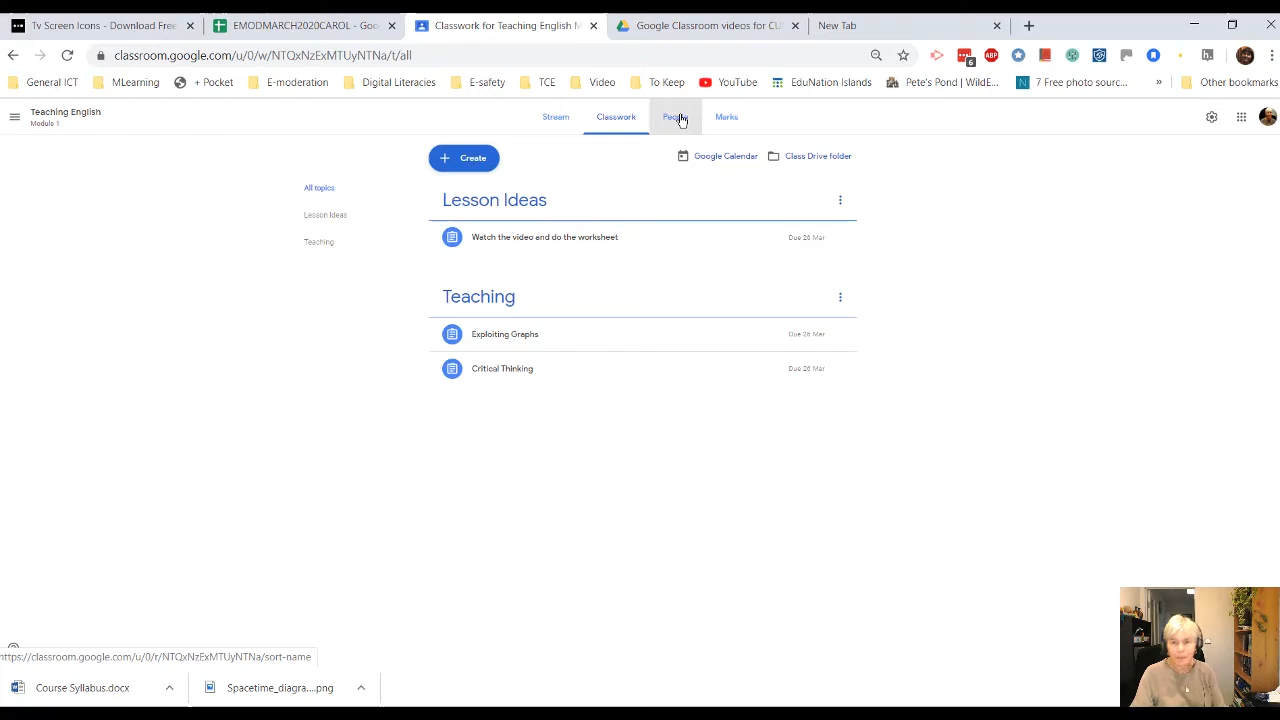 Tv Screen Icons - Download Free
EMODMARCH2020CAROL - Goo
Classwork for Teaching English M
Google Classroomvideos for CU
New Tab
classroom.google.com/u/0/w/NTQxNzExMTUyNTNa/t/all
6
ABP
General ICT
MLearning
+ Pocket
E-moderation
Digital Literacies
E-safety
TCE
Video
To Keep
YouTube
EduNation Islands
Pete's Pond | WildE...
7 Free photo sourc...
»
Other bookmarks
Teaching English
Module 1
Stream
Classwork
People
Marks
+ Create
Google Calendar
Class Drive folder
All topics
Lesson Ideas
Teaching
Lesson Ideas
Watch the video and do the worksheet
Due 26 Mar
Teaching
Exploiting Graphs
Due 26 Mar
Critical Thinking
Due 26 Mar
https://classroom.google.com/u/0/r/NTQxNzExMTUyNTNa/sort-name
Course Syllabus.docx
Spacetime_diagra....png